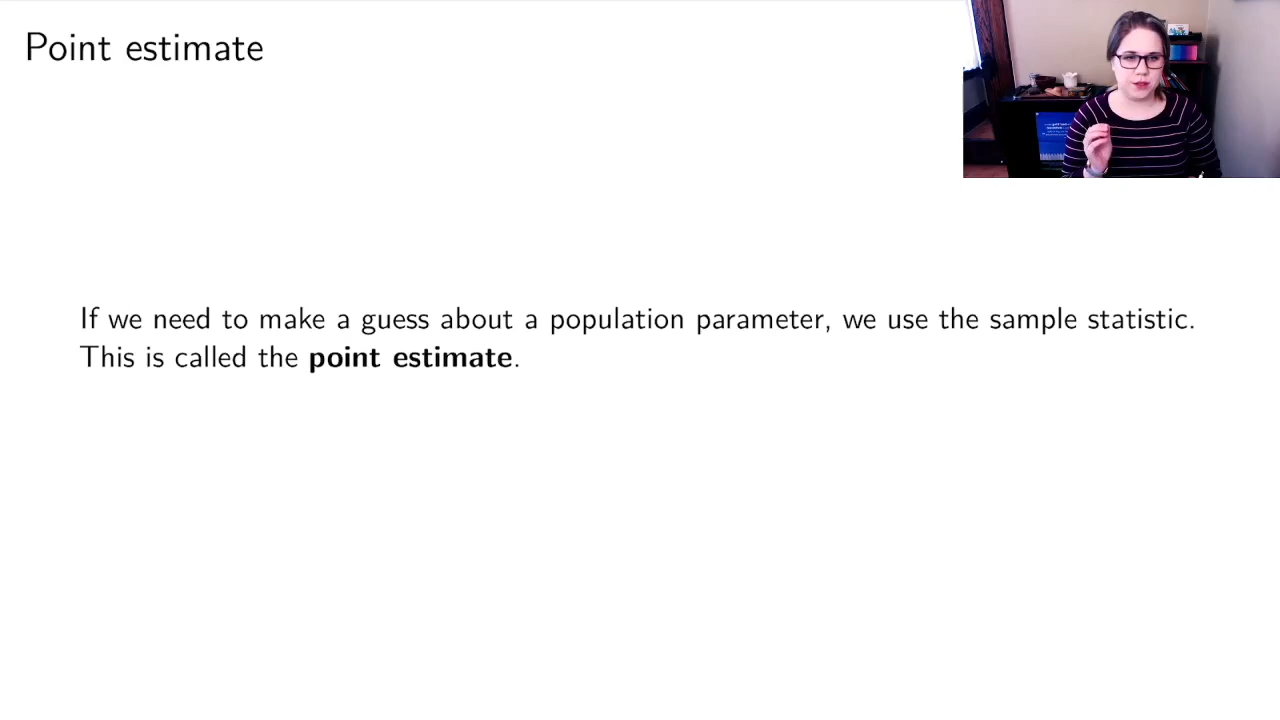 Point estimate
If we need to make a guess about a population parameter, we use the sample statistic.
This is called the point estimate.